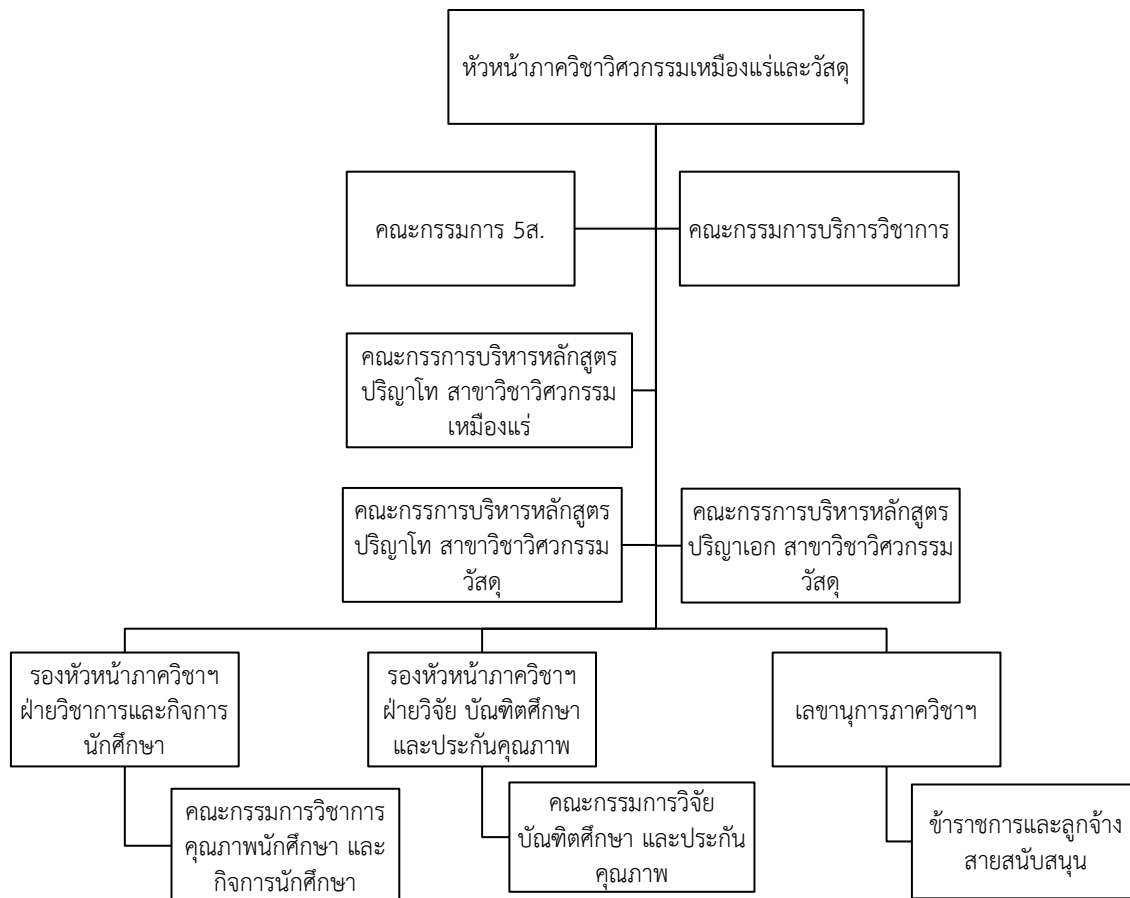 หัวหน้าภาควิชาวิศวกรรมเหมืองแร่และวัสดุ
คณะกรรมการ 5ส.
คณะกรรมการบริการวิชาการ
คณะกรรการบริหารหลักสูตร
ปริญาโท สาขาวิชาวิศวกรรม
เหมืองแร่
คณะกรรการบริหารหลักสูตร
ปริญาโท สาขาวิชาวิศวกรรม
วัสดุ
คณะกรรการบริหารหลักสูตร
ปริญาเอก สาขาวิชาวิศวกรรม
วัสดุ
รองหัวหน้าภาควิชาฯ
ฝ่ายวิชาการและกิจการ
นักศึกษา
รองหัวหน้าภาควิชาฯ
ฝ่ายวิจัย บัณฑิตศึกษา
และประกันคุณภาพ
เลขานุการภาควิชาฯ
คณะกรรมการวิชาการ
คุณภาพนักศึกษา และ
กิจการนักศึกษา
คณะกรรมการวิจัย
บัณฑิตศึกษา และประกัน
คุณภาพ
ข้าราชการและลูกจ้าง
สายสนับสนุน